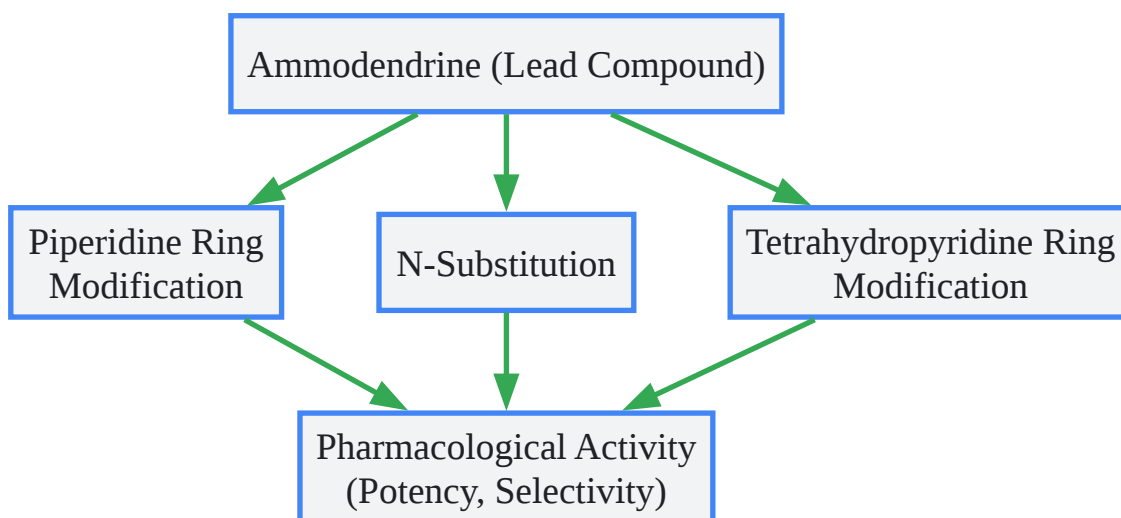 Ammodendrine (Lead Compound)
Piperidine Ring
Modification
N-Substitution
Tetrahydropyridine Ring
Modification
Pharmacological Activity
(Potency, Selectivity)